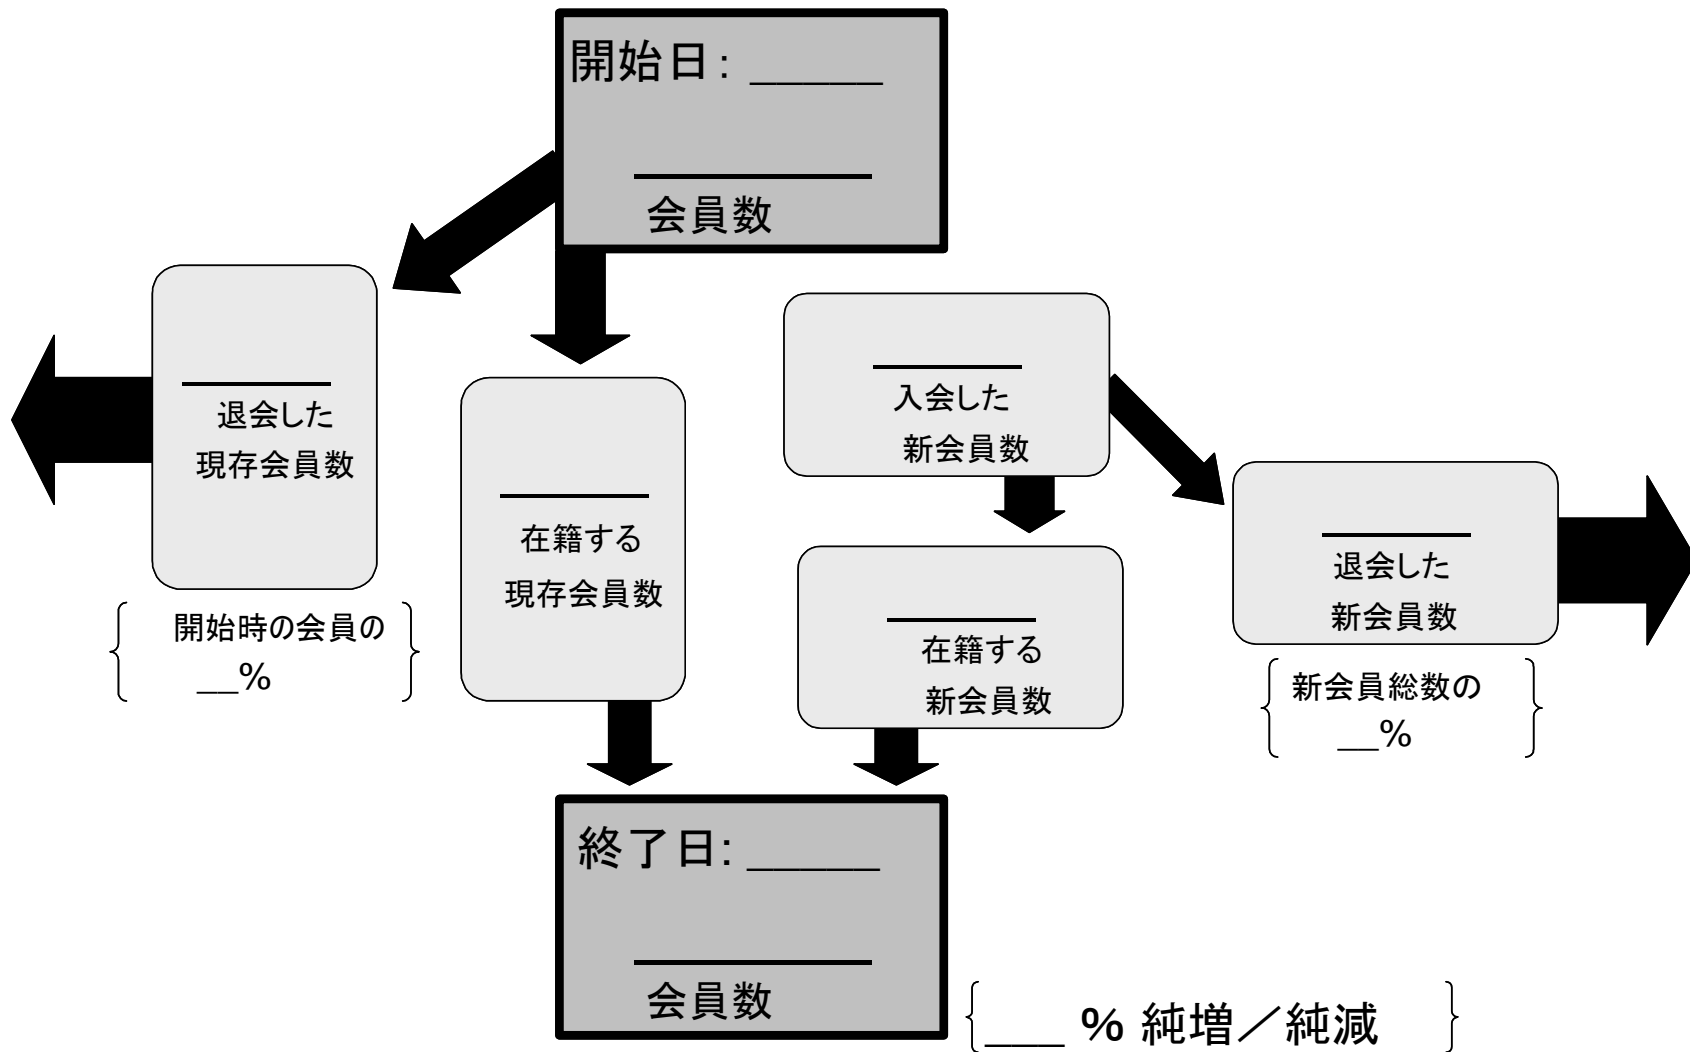 開始日: _____
会員数
退会した
現存会員数
開始時の会員の
__%
在籍する
現存会員数
入会した
新会員数
在籍する
新会員数
退会した
新会員数
新会員総数の
__%
終了日: _____
会員数
___ % 純増／純減